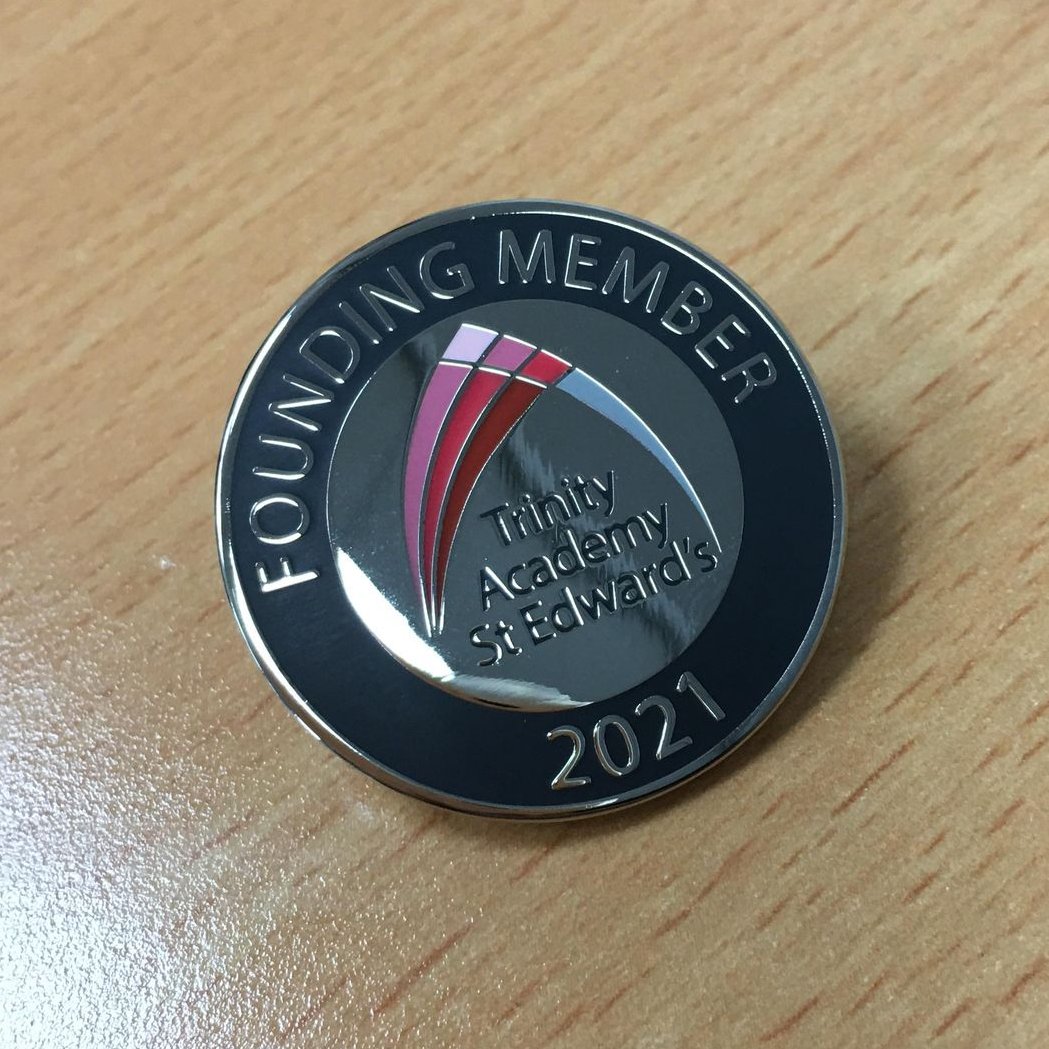 FOUNDING MEMBER
Trinity
Academy
St Edward's
2021